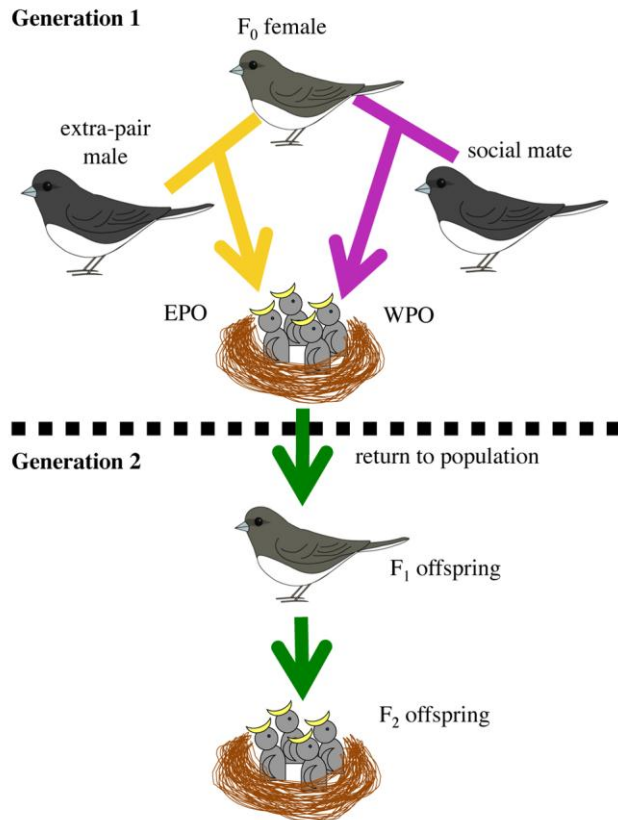 Generation 1
F₀ female
extra-pair
male
social mate
EPO
WPO
return to population
Generation 2
F₁ offspring
F₂ offspring